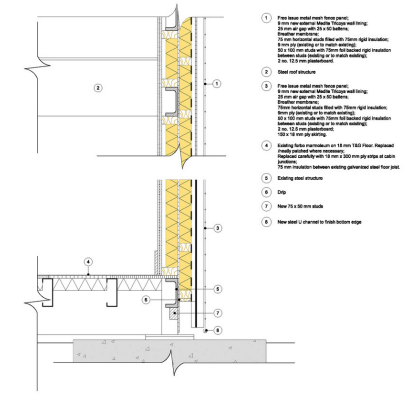 1 Free issue metal mesh fence panel;
9 mm new external Medite Tricoya wall lining;
25 mm air gap with 25 x 50 battens;
Breather membrane;
75 mm horizontal studs filled with 75mm rigid insulation;
9 mm ply (existing or to match existing);
50 x 100 mm studs with 75mm foil backed rigid insulation
between studs (existing or to match existing);
2 no. 12.5 mm plasterboard.
2 Steel roof structure
3 Free issue metal mesh fence panel;
9 mm new external Medite Tricoya wall lining;
25 mm air gap with 25 x 50 battens;
Breather membrane;
75mm horizontal studs filled with 75mm rigid insulation;
9mm ply (existing or to match existing);
50 x 100 mm studs with 75mm foil backed rigid insulation
between studs (existing or to match existing);
2 no. 12.5 mm plasterboard;
150 x 18 mm ply skirting.
4 Existing forbo marmoleum on 18 mm T&G Floor. Replaced
/neatly patched where necessary;
Replaced carefully with 18 mm x 300 mm ply strips at cabin
junctions;
75 mm insulation between existing galvanized steel floor joist.
5 Existing steel structure
6 Drip
7 New 75 x 50 mm studs
8 New steel U channel to finish bottom edge
1
2
3
4
5
6
7
8